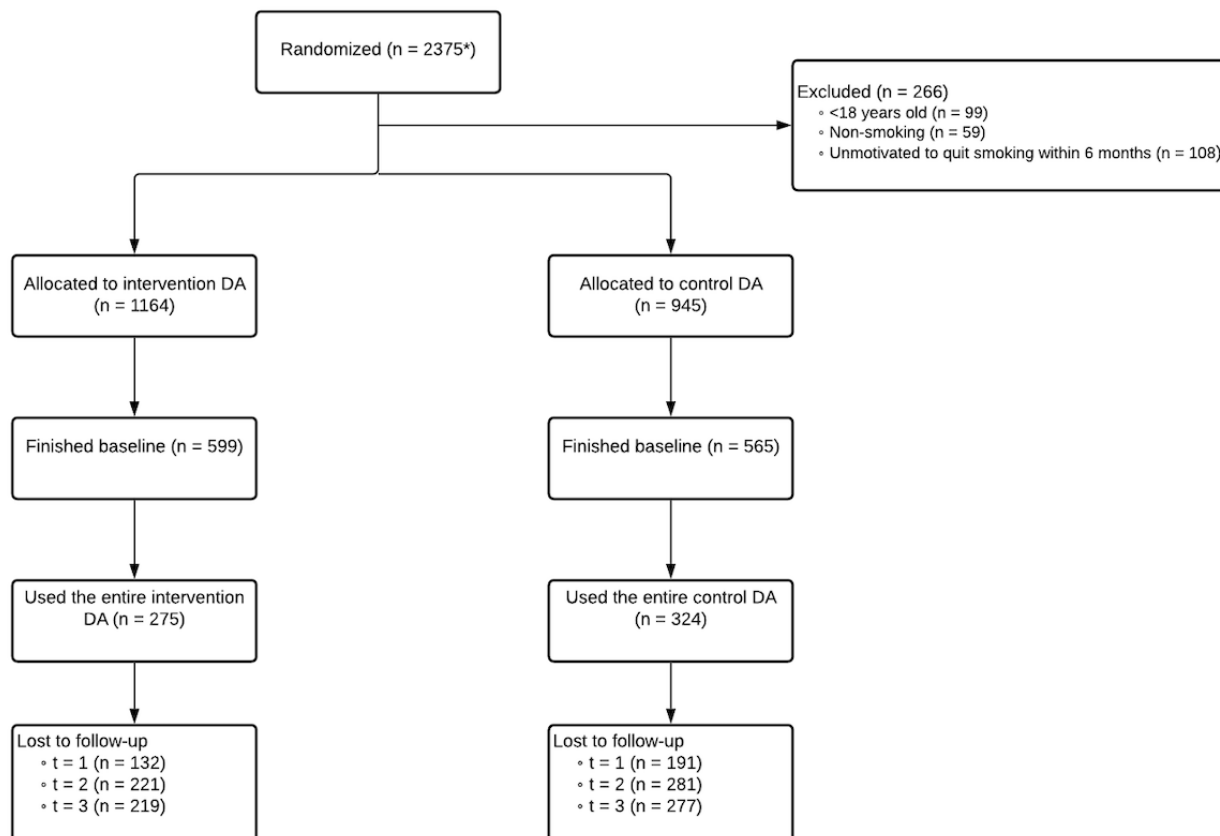 Randomized (n = 2375*)
Excluded (n = 266)
◦ <18 years old (n = 99)
◦ Non-smoking (n = 59)
◦ Unmotivated to quit smoking within 6 months (n = 108)
Allocated to intervention DA
(n = 1164)
Allocated to control DA
(n = 945)
Finished baseline (n = 599)
Finished baseline (n = 565)
Used the entire intervention
DA (n = 275)
Used the entire control DA
(n = 324)
Lost to follow-up
◦ t = 1 (n = 132)
◦ t = 2 (n = 221)
◦ t = 3 (n = 219)
Lost to follow-up
◦ t = 1 (n = 191)
◦ t = 2 (n = 281)
◦ t = 3 (n = 277)